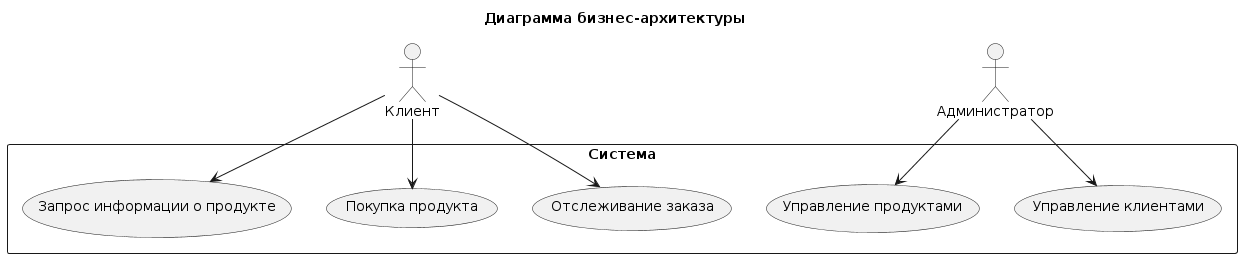 Диаграмма бизнес-архитектуры
Клиент
Администратор
Система
Запрос информации о продукте
Покупка продукта
Отслеживание заказа
Управление продуктами
Управление клиентами